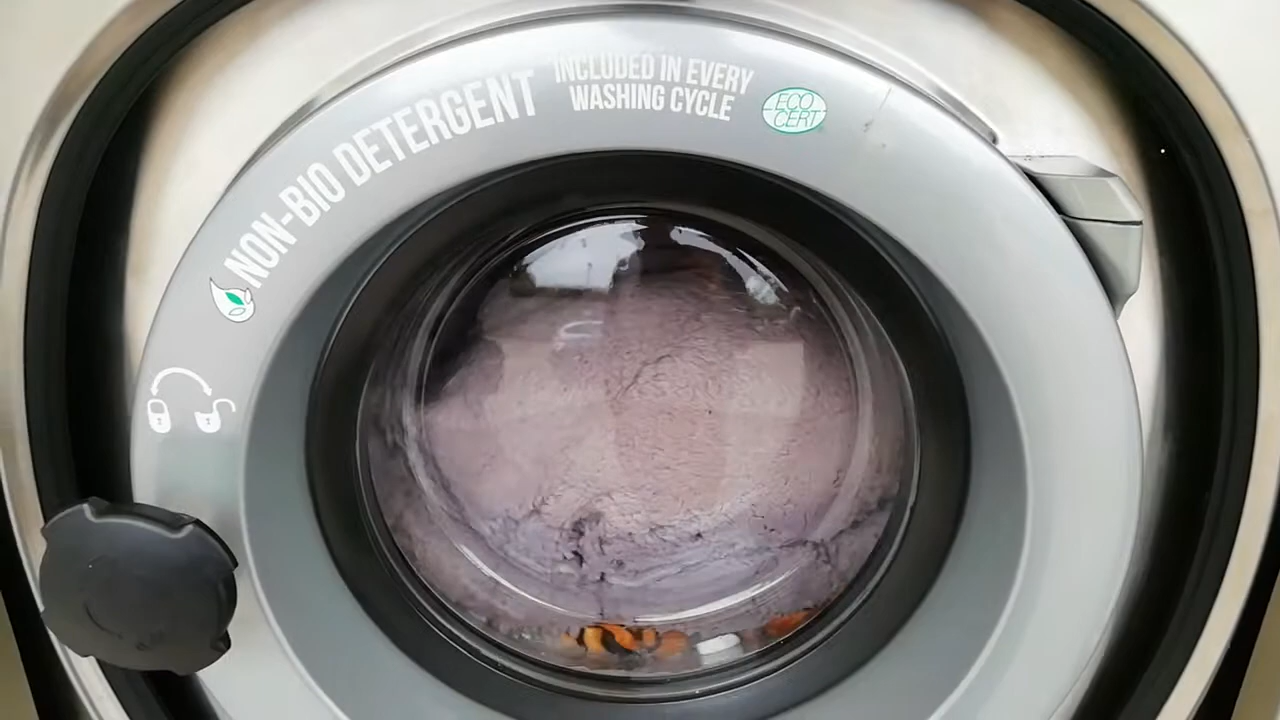 NON-BIO DETERGENT
INCLUDED IN EVERY
WASHING CYCLE
ECO
CERT